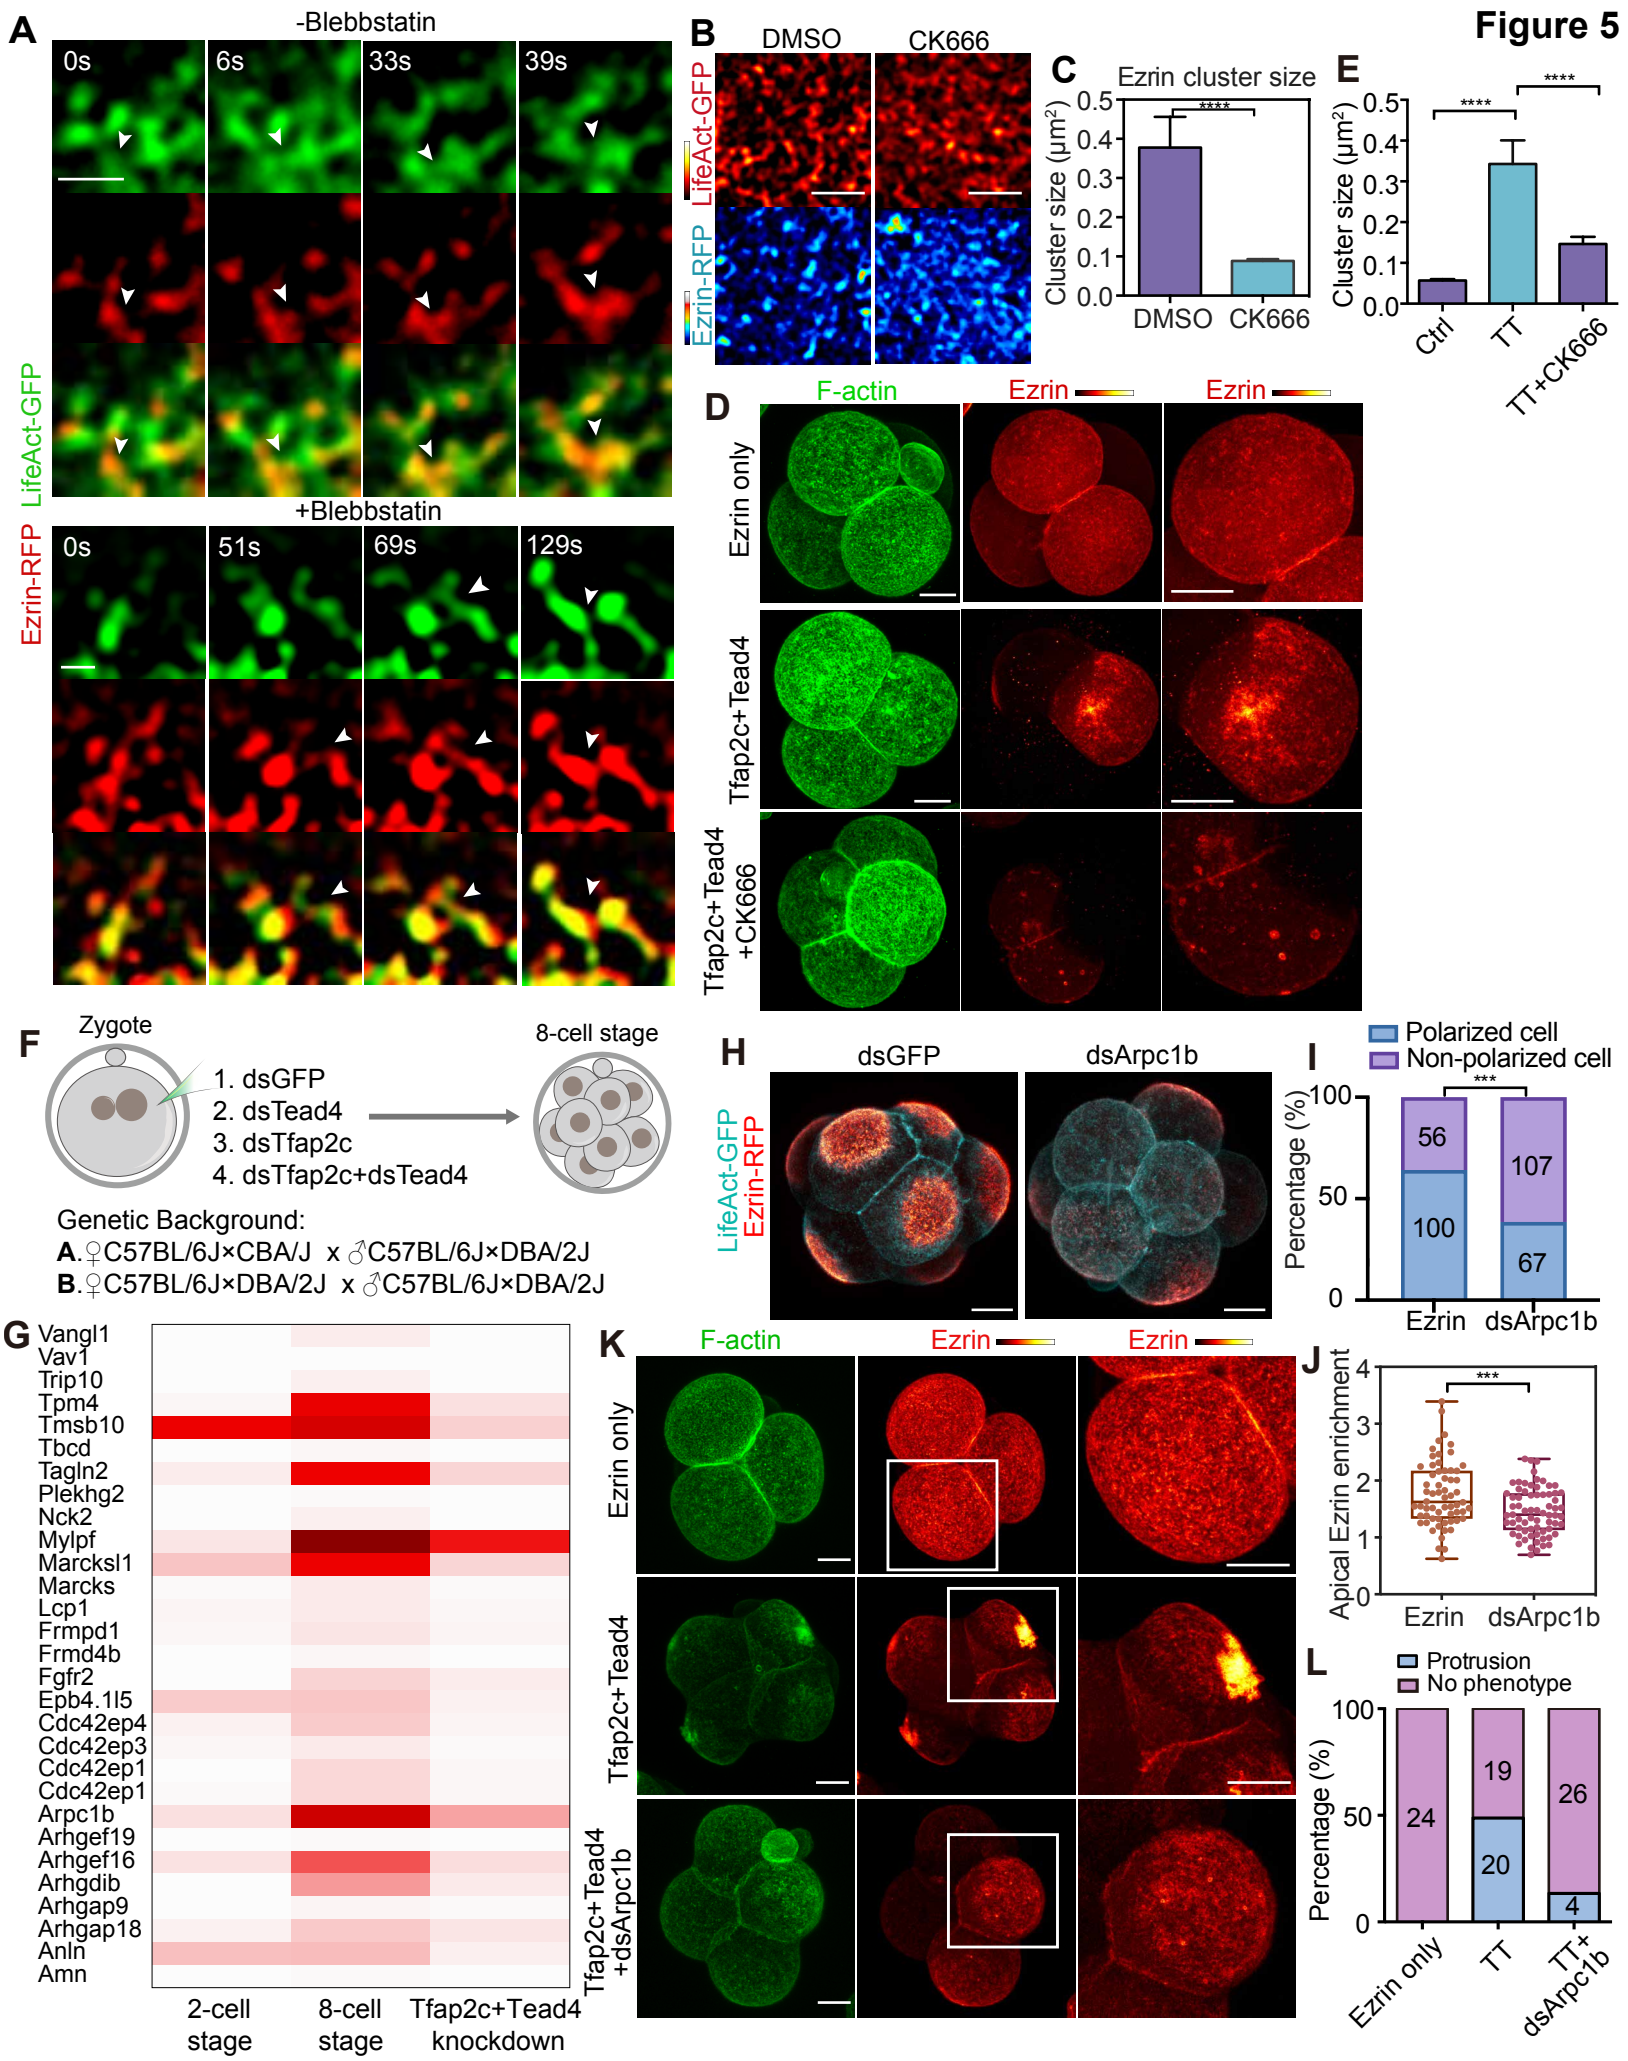 Figure 5
A
-Blebbstatin
0s
6s
33s
39s
LifeAct-GFP
Ezrin-RFP
+Blebbstatin
0s
51s
69s
129s
B
DMSO
CK666
LifeAct-GFP
Ezrin-RFP
C
Ezrin cluster size
Cluster size (μm²)
0.5
0.4
0.3
0.2
0.1
0.0
****
DMSO
CK666
E
Cluster size (μm²)
0.5
0.4
0.3
0.2
0.1
0.0
****
****
Ctrl
TT
TT+CK666
D
F-actin
Ezrin
Ezrin
Ezrin only
Tfap2c+Tead4
Tfap2c+Tead4
+CK666
F
Zygote
8-cell stage
1. dsGFP
2. dsTead4
3. dsTfap2c
4. dsTfap2c+dsTead4
Genetic Background:
A.♀C57BL/6J×CBA/J x ♂C57BL/6J×DBA/2J
B.♀C57BL/6J×DBA/2J x ♂C57BL/6J×DBA/2J
H
dsGFP
dsArpc1b
LifeAct-GFP
Ezrin-RFP
I
Polarized cell
Non-polarized cell
Percentage (%)
100
50
0
***
56
100
107
67
Ezrin
dsArpc1b
G
Vangl1
Vav1
Trip10
Tpm4
Tmsb10
Tbcd
Tagln2
Plekhg2
Nck2
Mylpf
Marcksl1
Marcks
Lcp1
Frmpd1
Frmd4b
Fgfr2
Epb4.1l5
Cdc42ep4
Cdc42ep3
Cdc42ep1
Cdc42ep1
Arpc1b
Arhgef19
Arhgef16
Arhgdib
Arhgap9
Arhgap18
Anln
Amn
2-cell
stage
8-cell
stage
Tfap2c+Tead4
knockdown
K
F-actin
Ezrin
Ezrin
Ezrin only
Tfap2c+Tead4
Tfap2c+Tead4
+dsArpc1b
J
Apical Ezrin enrichment
4
3
2
1
0
***
Ezrin
dsArpc1b
L
Protrusion
No phenotype
Percentage (%)
100
50
0
24
19
20
26
4
Ezrin only
TT
TT+
dsArpc1b